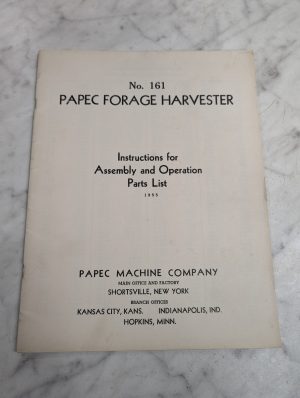 No. 161
PAPEC FORAGE HARVESTER
Instructions for
Assembly and Operation
Parts List
1955
PAPEC MACHINE COMPANY
MAIN OFFICE AND FACTORY
SHORTSVILLE, NEW YORK
BRANCH OFFICES
KANSAS CITY, KANS. INDIANAPOLIS, IND.
HOPKINS, MINN.